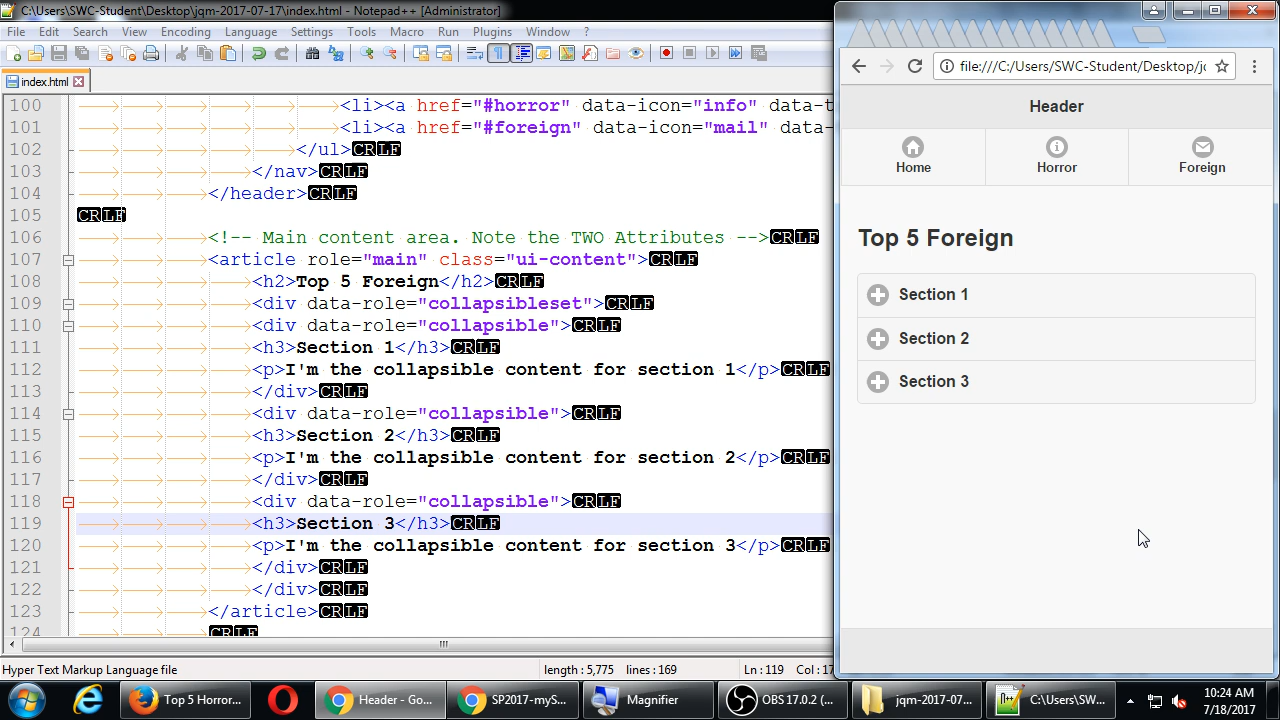 C:\Users\SWC-Student\Desktop\jqm-2017-07-17\index.html - Notepad++ [Administrator]
File Edit Search View Encoding Language Settings Tools Macro Run Plugins Window ?
index.html
100 <li><a href="#horror" data-icon="info" data-t
101 <li><a href="#foreign" data-icon="mail" data-
102 </ul>CRLF
103 </nav>CRLF
104 </header>CRLF
105 CRLF
106 <!-- Main content area. Note the TWO Attributes -->CRLF
107 <article role="main" class="ui-content">CRLF
108 <h2>Top 5 Foreign</h2>CRLF
109 <div data-role="collapsibleset">CRLF
110 <div data-role="collapsible">CRLF
111 <h3>Section 1</h3>CRLF
112 <p>I'm the collapsible content for section 1</p>CRLF
113 </div>CRLF
114 <div data-role="collapsible">CRLF
115 <h3>Section 2</h3>CRLF
116 <p>I'm the collapsible content for section 2</p>CRLF
117 </div>CRLF
118 <div data-role="collapsible">CRLF
119 <h3>Section 3</h3>CRLF
120 <p>I'm the collapsible content for section 3</p>CRLF
121 </div>CRLF
122 </div>CRLF
123 </article>CRLF
124 CRLF
Hyper Text Markup Language file length : 5,775 lines : 169 Ln : 119 Col : 17
file:///C:/Users/SWC-Student/Desktop/jq
Header
Home Horror Foreign
Top 5 Foreign
Section 1
Section 2
Section 3
Top 5 Horror... Header - Go... SP2017-myS... Magnifier OBS 17.0.2 (... jqm-2017-07... C:\Users\SW...
10:24 AM
7/18/2017